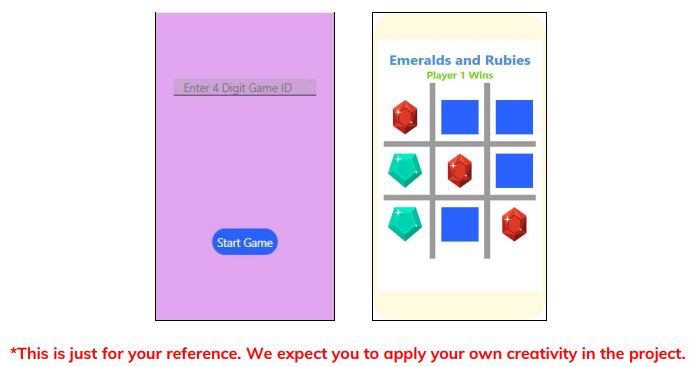 Enter 4 Digit Game ID
Start Game
Emeralds and Rubies
Player 1 Wins
*This is just for your reference. We expect you to apply your own creativity in the project.